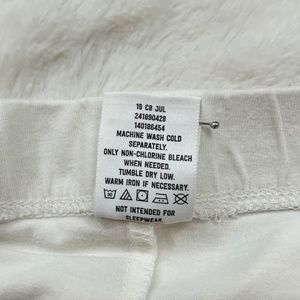 18 C8 JUL
241890428
140186454
MACHINE WASH COLD
SEPARATELY.
ONLY NON-CHLORINE BLEACH
WHEN NEEDED.
TUMBLE DRY LOW.
WARM IRON IF NECESSARY.
NOT INTENDED FOR
SLEEPWEAR.